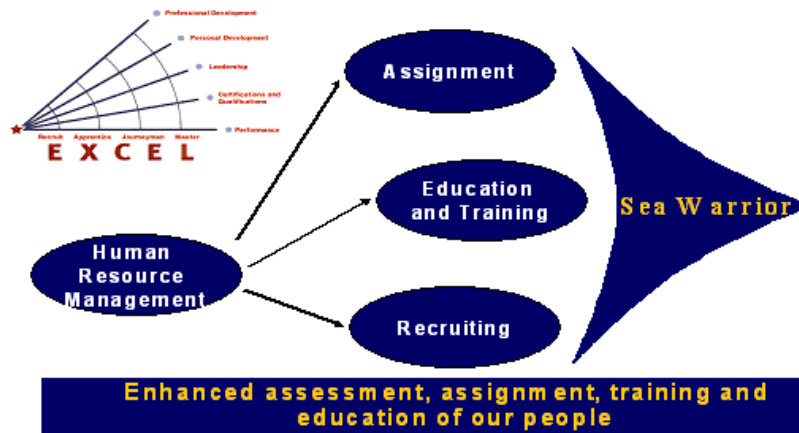 Professional Development
Personal Development
Leadership
Certifications and
Qualifications
Performance
Recruit Apprentice Journeyman Master
EXCEL
Assignment
Education
and Training
Sea Warrior
Human
Resource
Management
Recruiting
Enhanced assessment, assignment, training and
education of our people